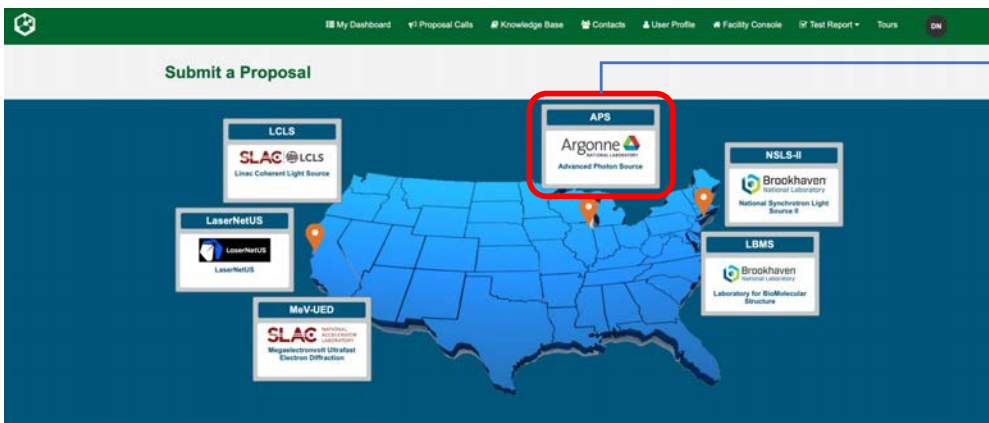 My Dashboard Proposal Calls Knowledge Base Contacts User Profile Facility Console Test Report Tours DN
Submit a Proposal
APS
Argonne
NATIONAL LABORATORY
Advanced Photon Source
LCLS
SLAC LCLS
Linac Coherent Light Source
NSLS-II
Brookhaven
National Laboratory
National Synchrotron Light
Source II
LaserNetUS
LaserNetUS
LaserNetUS
LBMS
Brookhaven
National Laboratory
Laboratory for BioMolecular
Structure
MeV-UED
SLAC NATIONAL
ACCELERATOR
LABORATORY
Megaelectronvolt Ultrafast
Electron Diffraction